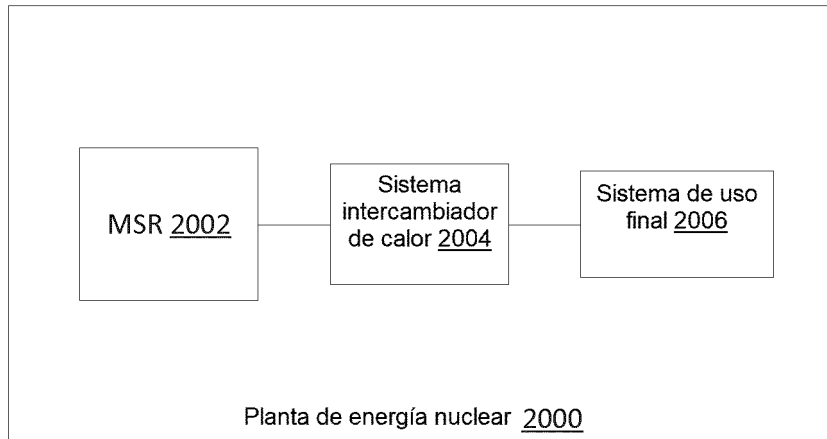 MSR 2002
Sistema
intercambiador
de calor 2004
Sistema de uso
final 2006
Planta de energía nuclear 2000